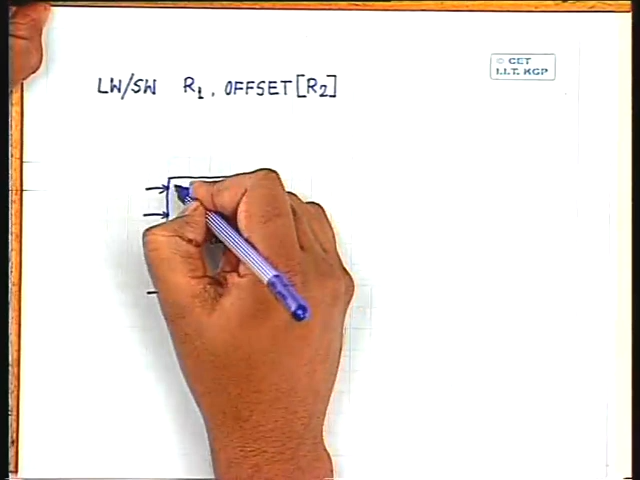 LW/SW R1, OFFSET[R2]
© CET
I.I.T. KGP